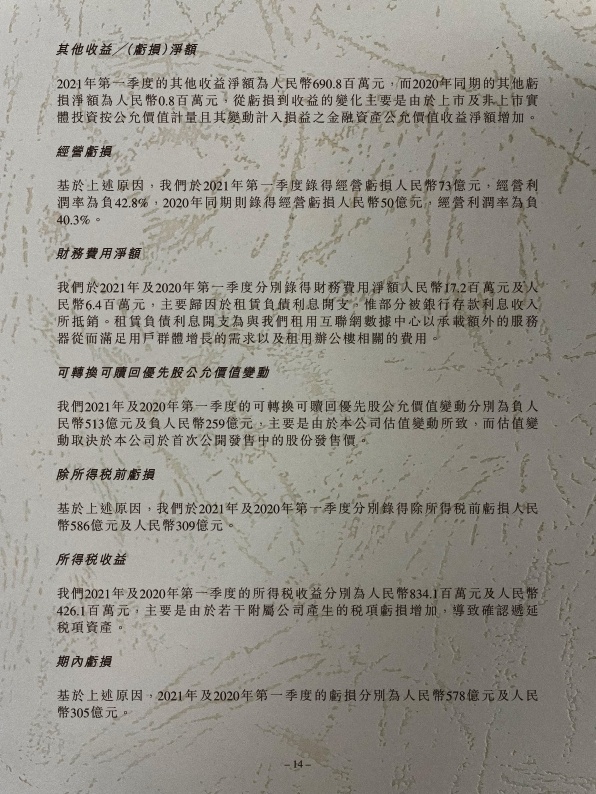 其他收益／(虧損)淨額
2021年第一季度的其他收益淨額為人民幣690.8百萬元，而2020年同期的其他虧
損淨額為人民幣0.8百萬元，從虧損到收益的變化主要是由於上市及非上市實
體投資按公允價值計量且其變動計入損益之金融資產公允價值收益淨額增加。
經營虧損
基於上述原因，我們於2021年第一季度錄得經營虧損人民幣73億元，經營利
潤率為負42.8%，2020年同期則錄得經營虧損人民幣50億元，經營利潤率為負
40.3%。
財務費用淨額
我們於2021年及2020年第一季度分別錄得財務費用淨額人民幣17.2百萬元及人
民幣6.4百萬元，主要歸因於租賃負債利息開支，惟部分被銀行存款利息收入
所抵銷。租賃負債利息開支為與我們租用互聯網數據中心以承載額外的服務
器從而滿足用戶群體增長的需求以及租用辦公樓相關的費用。
可轉換可贖回優先股公允價值變動
我們2021年及2020年第一季度的可轉換可贖回優先股公允價值變動分別為負人
民幣513億元及負人民幣259億元，主要是由於本公司估值變動所致，而估值變
動取決於本公司於首次公開發售中的股份發售價。
除所得稅前虧損
基於上述原因，我們於2021年及2020年第一季度分別錄得除所得稅前虧損人民
幣586億元及人民幣309億元。
所得稅收益
我們2021年及2020年第一季度的所得稅收益分別為人民幣834.1百萬元及人民幣
426.1百萬元，主要是由於若干附屬公司產生的稅項虧損增加，導致確認遞延
稅項資產。
期內虧損
基於上述原因，2021年及2020年第一季度的虧損分別為人民幣578億元及人民
幣305億元。
– 14 –